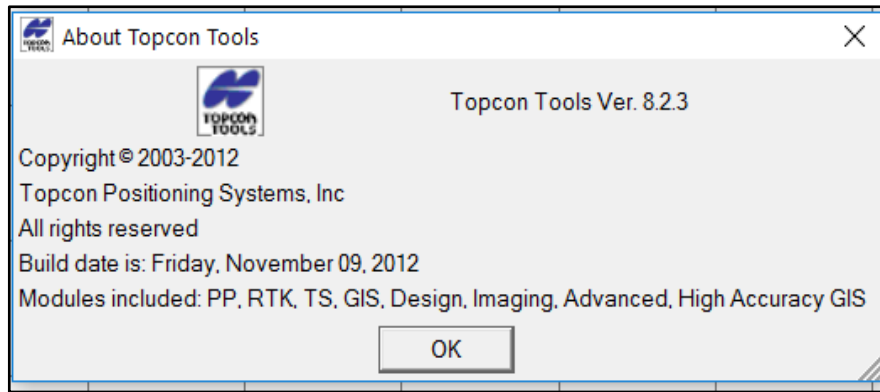 About Topcon Tools
TOPCON
TOOLS
Topcon Tools Ver. 8.2.3
Copyright © 2003-2012
Topcon Positioning Systems, Inc
All rights reserved
Build date is: Friday, November 09, 2012
Modules included: PP, RTK, TS, GIS, Design, Imaging, Advanced, High Accuracy GIS
OK